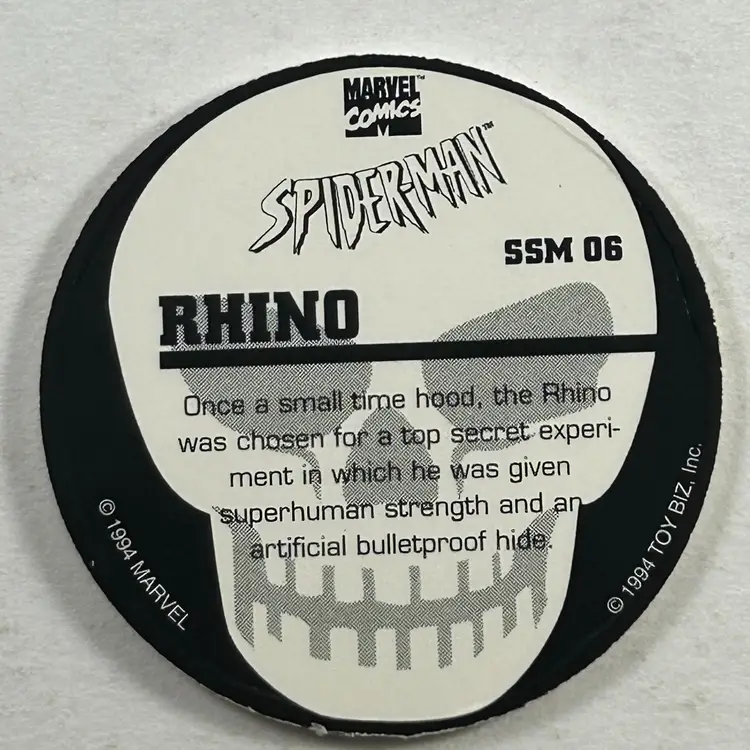 MARVEL™
COMICS
M
SPIDER-MAN™
SSM 06
RHINO
Once a small time hood, the Rhino
was chosen for a top secret experi-
ment in which he was given
superhuman strength and an
artificial bulletproof hide.
© 1994 MARVEL
© 1994 TOY BIZ, Inc.